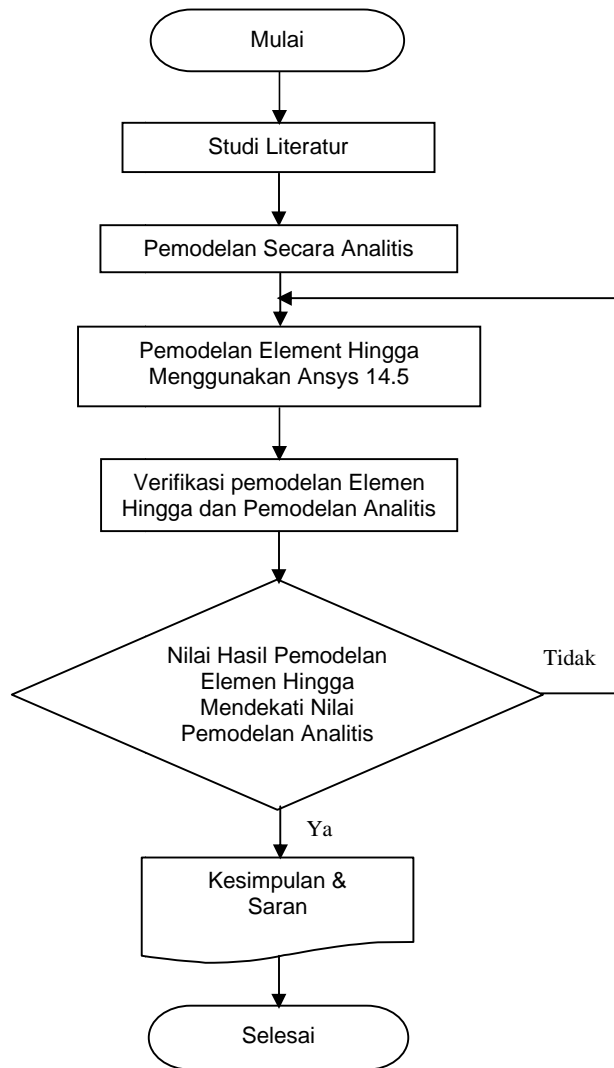 Mulai
Studi Literatur
Pemodelan Secara Analitis
Pemodelan Element Hingga
Menggunakan Ansys 14.5
Verifikasi pemodelan Elemen
Hingga dan Pemodelan Analitis
Nilai Hasil Pemodelan
Elemen Hingga
Mendekati Nilai
Pemodelan Analitis
Tidak
Ya
Kesimpulan &
Saran
Selesai